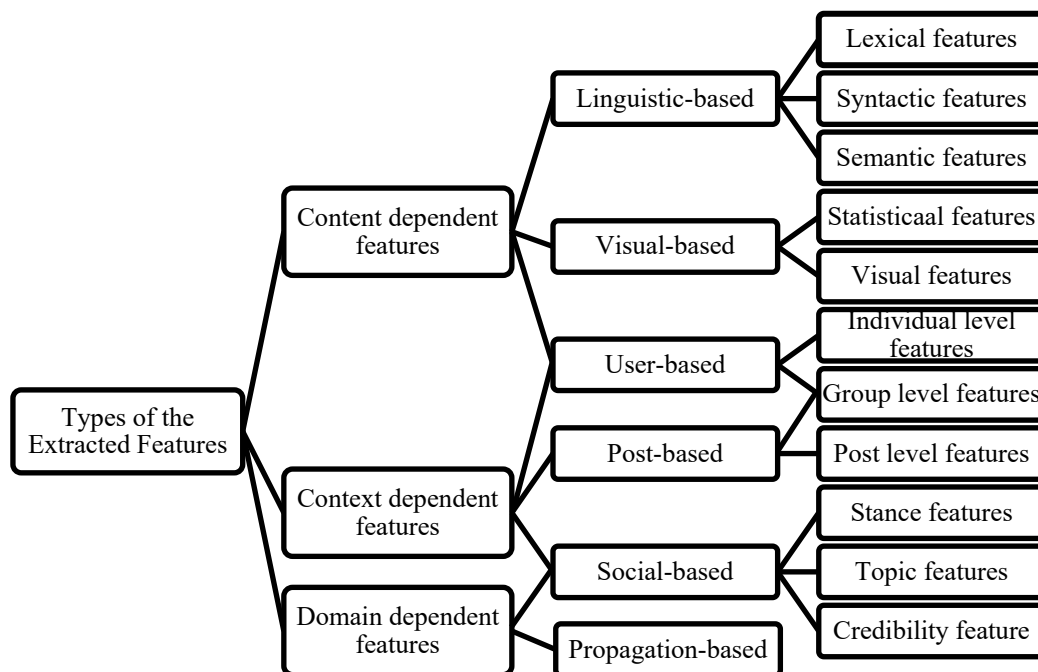 Types of the
Extracted Features
Content dependent
features
Context dependent
features
Domain dependent
features
Linguistic-based
Visual-based
User-based
Post-based
Social-based
Propagation-based
Lexical features
Syntactic features
Semantic features
Statisticaal features
Visual features
Individual level
features
Group level features
Post level features
Stance features
Topic features
Credibility feature